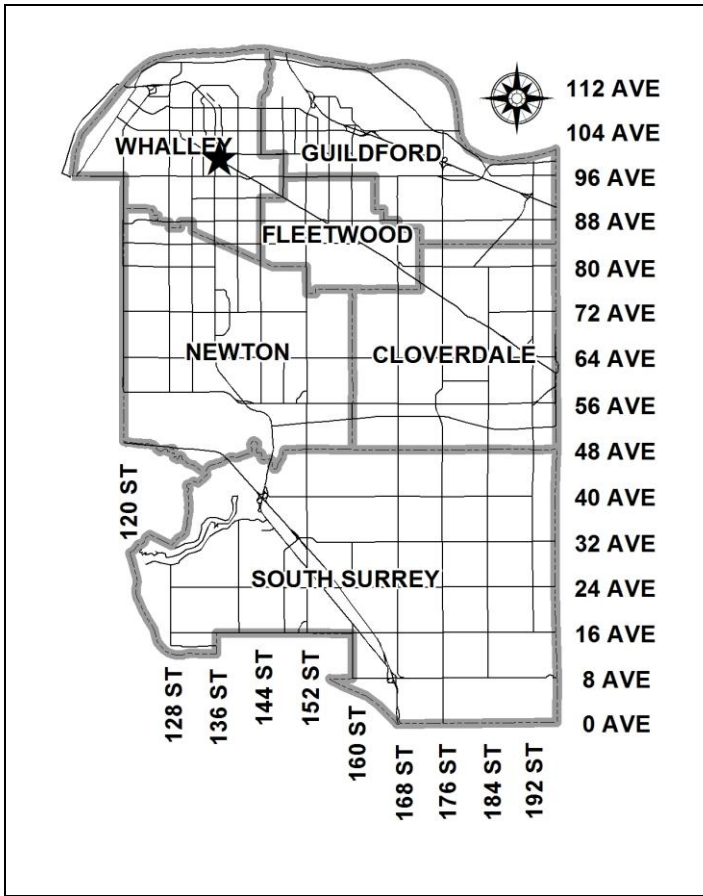 112 AVE
104 AVE
WHALLEY
GUILDFORD
96 AVE
88 AVE
FLEETWOOD
80 AVE
72 AVE
NEWTON
CLOVERDALE
64 AVE
56 AVE
48 AVE
120 ST
40 AVE
32 AVE
SOUTH SURREY
24 AVE
16 AVE
8 AVE
0 AVE
128 ST
136 ST
144 ST
152 ST
160 ST
168 ST
176 ST
184 ST
192 ST